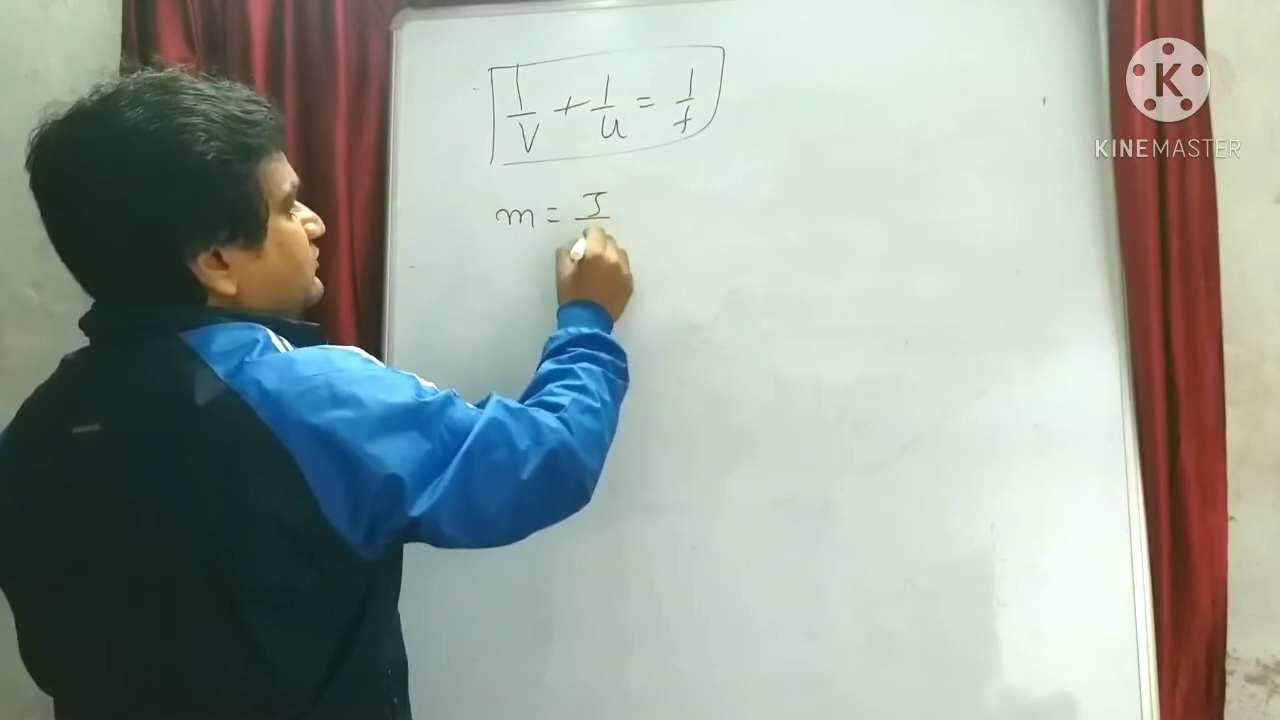 1/V + 1/u = 1/f
m = I
K
KINEMASTER